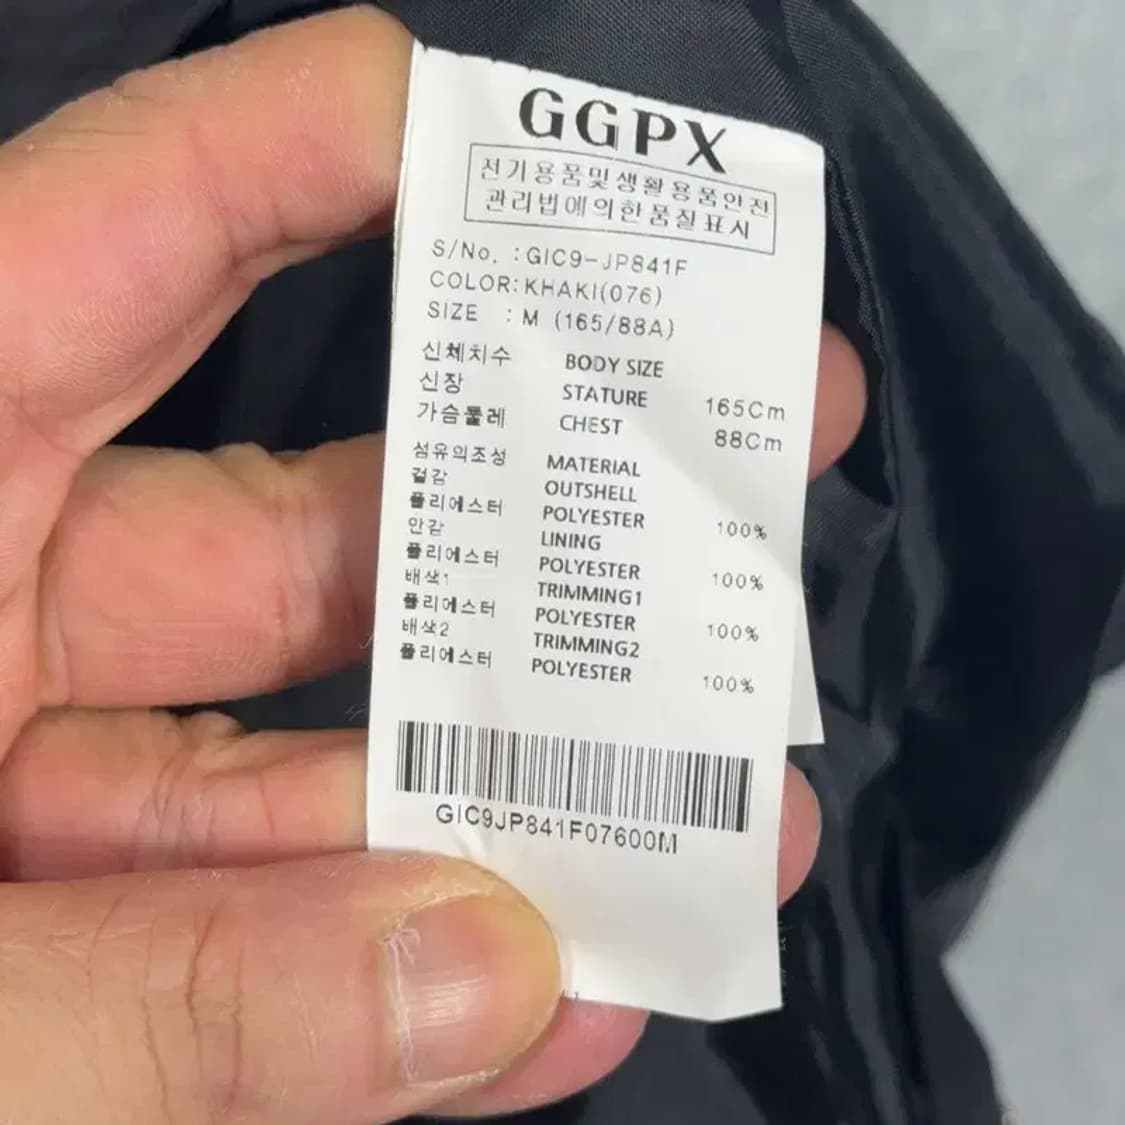 GGPX
전기용품및생활용품안전
관리법에의한품질표시
S/No. : GIC9-JP841F
COLOR: KHAKI(076)
SIZE : M (165/88A)
신체치수 BODY SIZE
신장 STATURE 165Cm
가슴둘레 CHEST 88Cm
섬유의조성 MATERIAL
겉감 OUTSHELL
폴리에스터 POLYESTER 100%
안감 LINING
폴리에스터 POLYESTER 100%
배색1 TRIMMING1
폴리에스터 POLYESTER 100%
배색2 TRIMMING2
폴리에스터 POLYESTER 100%
GIC9JP841F07600M